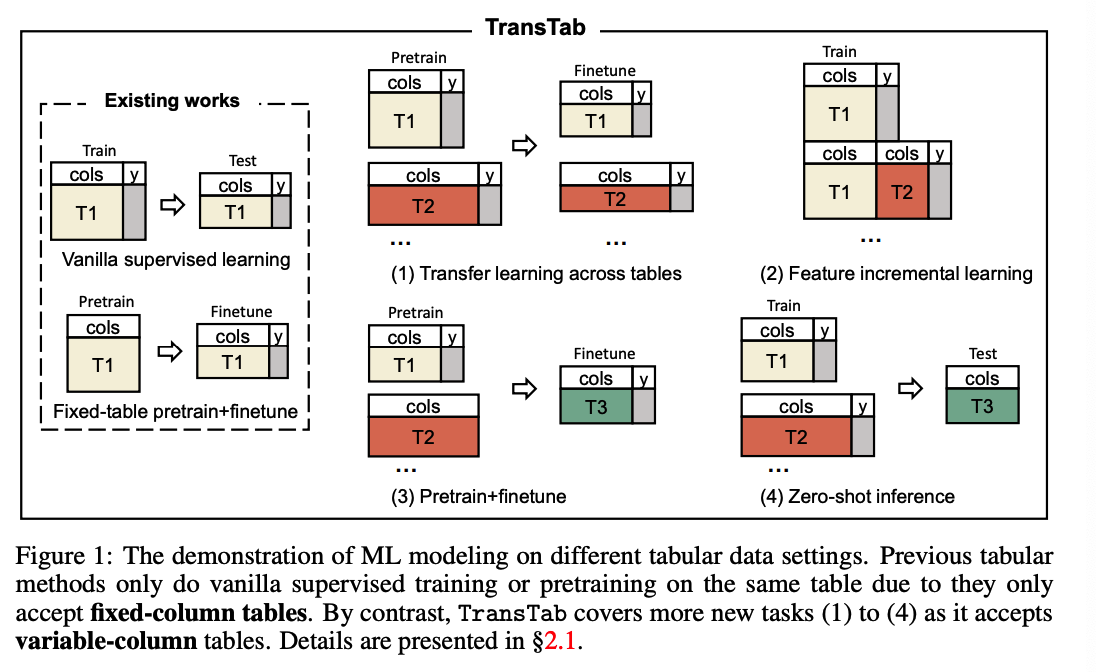 TransTab
Existing works
Train
cols y
T1
Test
cols y
T1
Vanilla supervised learning
Pretrain
cols
T1
Finetune
cols y
T1
Fixed-table pretrain+finetune
Pretrain
cols y
T1
cols y
T2
...
Finetune
cols y
T1
cols y
T2
...
(1) Transfer learning across tables
Train
cols y
T1
cols cols y
T1 T2
...
(2) Feature incremental learning
Pretrain
cols y
T1
cols
T2
...
Finetune
cols y
T3
(3) Pretrain+finetune
Train
cols y
T1
cols y
T2
...
Test
cols
T3
(4) Zero-shot inference
Figure 1: The demonstration of ML modeling on different tabular data settings. Previous tabular
methods only do vanilla supervised training or pretraining on the same table due to they only
accept fixed-column tables. By contrast, TransTab covers more new tasks (1) to (4) as it accepts
variable-column tables. Details are presented in §2.1.